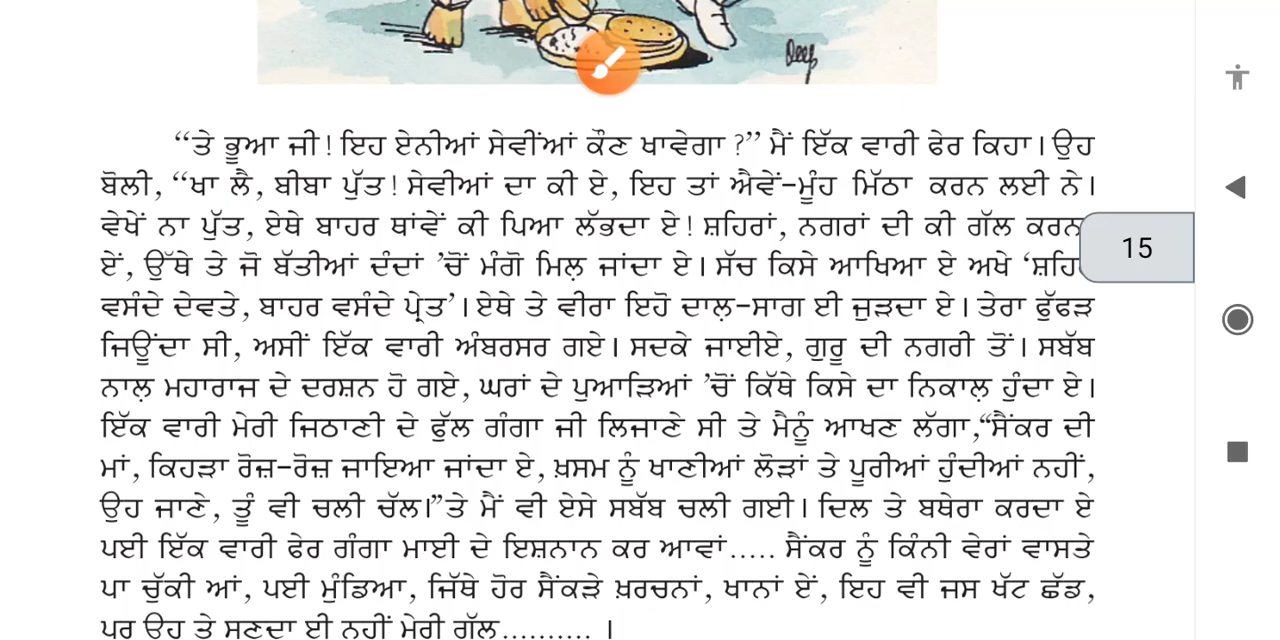 Deep
“ਤੇ ਭੂਆ ਜੀ! ਇਹ ਏਨੀਆਂ ਸੇਵੀਂਆਂ ਕੌਣ ਖਾਵੇਗਾ ?” ਮੈਂ ਇੱਕ ਵਾਰੀ ਫੇਰ ਕਿਹਾ। ਉਹ
ਬੋਲੀ, “ਖਾ ਲੈ, ਬੀਬਾ ਪੁੱਤ! ਸੇਵੀਆਂ ਦਾ ਕੀ ਏ, ਇਹ ਤਾਂ ਐਵੇਂ-ਮੂੰਹ ਮਿੱਠਾ ਕਰਨ ਲਈ ਨੇ।
ਵੇਖੇਂ ਨਾ ਪੁੱਤ, ਏਥੇ ਬਾਹਰ ਥਾਂਵੇਂ ਕੀ ਪਿਆ ਲੱਭਦਾ ਏ! ਸ਼ਹਿਰਾਂ, ਨਗਰਾਂ ਦੀ ਕੀ ਗੱਲ ਕਰਨ
15
ਏਂ, ਉੱਥੇ ਤੇ ਜੋ ਬੱਤੀਆਂ ਦੰਦਾਂ ’ਚੋਂ ਮੰਗੋ ਮਿਲ਼ ਜਾਂਦਾ ਏ। ਸੱਚ ਕਿਸੇ ਆਖਿਆ ਏ ਅਖੇ ‘ਸ਼ਹਿ
ਵਸੰਦੇ ਦੇਵਤੇ, ਬਾਹਰ ਵਸੰਦੇ ਪ੍ਰੇਤ’। ਏਥੇ ਤੇ ਵੀਰਾ ਇਹੋ ਦਾਲ਼-ਸਾਗ ਈ ਜੁੜਦਾ ਏ। ਤੇਰਾ ਫੁੱਫੜ
ਜਿਊਂਦਾ ਸੀ, ਅਸੀਂ ਇੱਕ ਵਾਰੀ ਅੰਬਰਸਰ ਗਏ। ਸਦਕੇ ਜਾਈਏ, ਗੁਰੂ ਦੀ ਨਗਰੀ ਤੋਂ। ਸਬੱਬ
ਨਾਲ਼ ਮਹਾਰਾਜ ਦੇ ਦਰਸ਼ਨ ਹੋ ਗਏ, ਘਰਾਂ ਦੇ ਪੁਆੜਿਆਂ ’ਚੋਂ ਕਿੱਥੇ ਕਿਸੇ ਦਾ ਨਿਕਾਲ਼ ਹੁੰਦਾ ਏ।
ਇੱਕ ਵਾਰੀ ਮੇਰੀ ਜਿਠਾਣੀ ਦੇ ਫੁੱਲ ਗੰਗਾ ਜੀ ਲਿਜਾਣੇ ਸੀ ਤੇ ਮੈਨੂੰ ਆਖਣ ਲੱਗਾ,“ਸੈਂਕਰ ਦੀ
ਮਾਂ, ਕਿਹੜਾ ਰੋਜ਼-ਰੋਜ਼ ਜਾਇਆ ਜਾਂਦਾ ਏ, ਖ਼ਸਮ ਨੂੰ ਖਾਣੀਆਂ ਲੋੜਾਂ ਤੇ ਪੂਰੀਆਂ ਹੁੰਦੀਆਂ ਨਹੀਂ,
ਉਹ ਜਾਣੇ, ਤੂੰ ਵੀ ਚਲੀ ਚੱਲ।”ਤੇ ਮੈਂ ਵੀ ਏਸੇ ਸਬੱਬ ਚਲੀ ਗਈ। ਦਿਲ ਤੇ ਬਥੇਰਾ ਕਰਦਾ ਏ
ਪਈ ਇੱਕ ਵਾਰੀ ਫੇਰ ਗੰਗਾ ਮਾਈ ਦੇ ਇਸ਼ਨਾਨ ਕਰ ਆਵਾਂ..... ਸੈਂਕਰ ਨੂੰ ਕਿੰਨੀ ਵੇਰਾਂ ਵਾਸਤੇ
ਪਾ ਚੁੱਕੀ ਆਂ, ਪਈ ਮੁੰਡਿਆ, ਜਿੱਥੇ ਹੋਰ ਸੈਂਕੜੇ ਖ਼ਰਚਨਾਂ, ਖਾਨਾਂ ਏਂ, ਇਹ ਵੀ ਜਸ ਖੱਟ ਛੱਡ,
ਪਰ ਉਹ ਤੇ ਸੁਣਦਾ ਈ ਨਹੀਂ ਮੇਰੀ ਗੱਲ.......... ।